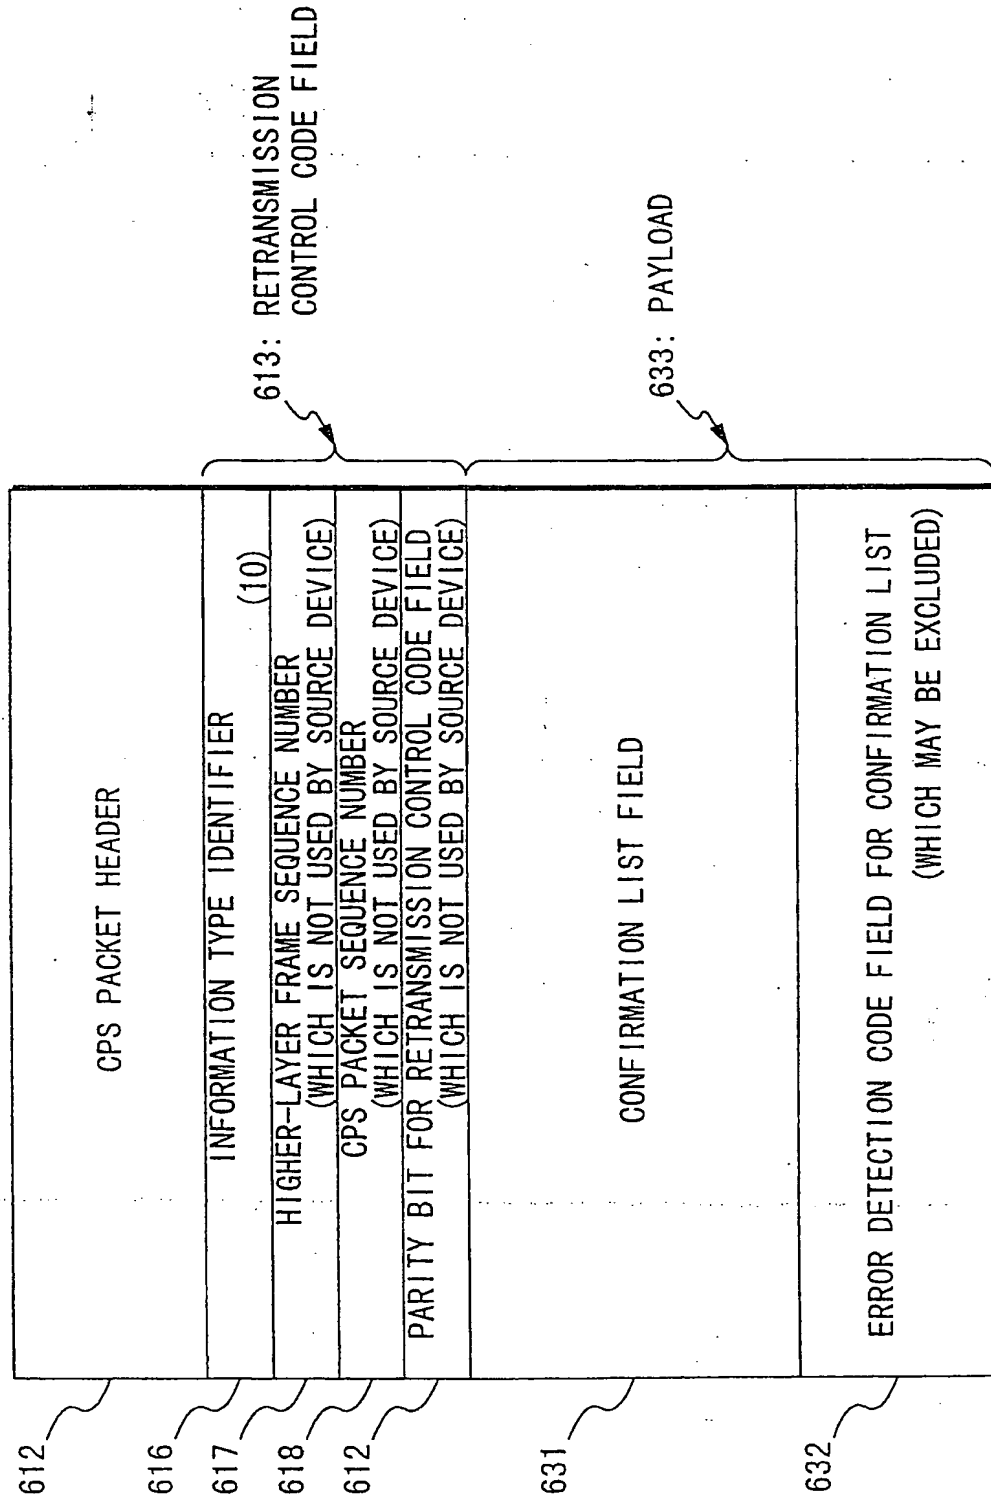 612
CPS PACKET HEADER
616
INFORMATION TYPE IDENTIFIER
(10)
617
HIGHER-LAYER FRAME SEQUENCE NUMBER
(WHICH IS NOT USED BY SOURCE DEVICE)
618
CPS PACKET SEQUENCE NUMBER
(WHICH IS NOT USED BY SOURCE DEVICE)
612
PARITY BIT FOR RETRANSMISSION CONTROL CODE FIELD
(WHICH IS NOT USED BY SOURCE DEVICE)
613: RETRANSMISSION
CONTROL CODE FIELD
631
CONFIRMATION LIST FIELD
632
ERROR DETECTION CODE FIELD FOR CONFIRMATION LIST
(WHICH MAY BE EXCLUDED)
633: PAYLOAD